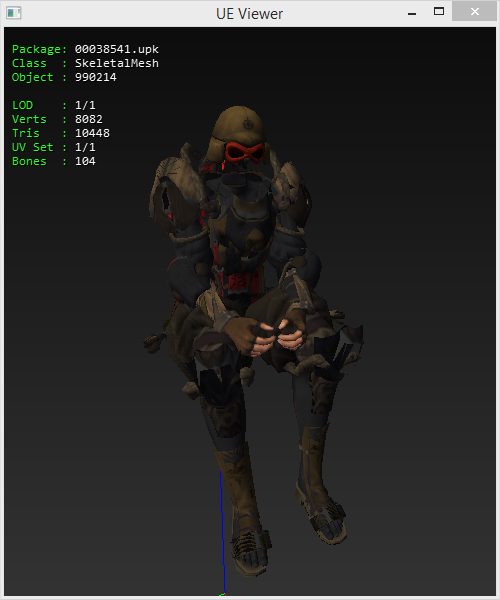 UE Viewer
Package: 00038541.upk
Class : SkeletalMesh
Object : 990214
LOD : 1/1
Verts : 8082
Tris : 10448
UV Set : 1/1
Bones : 104